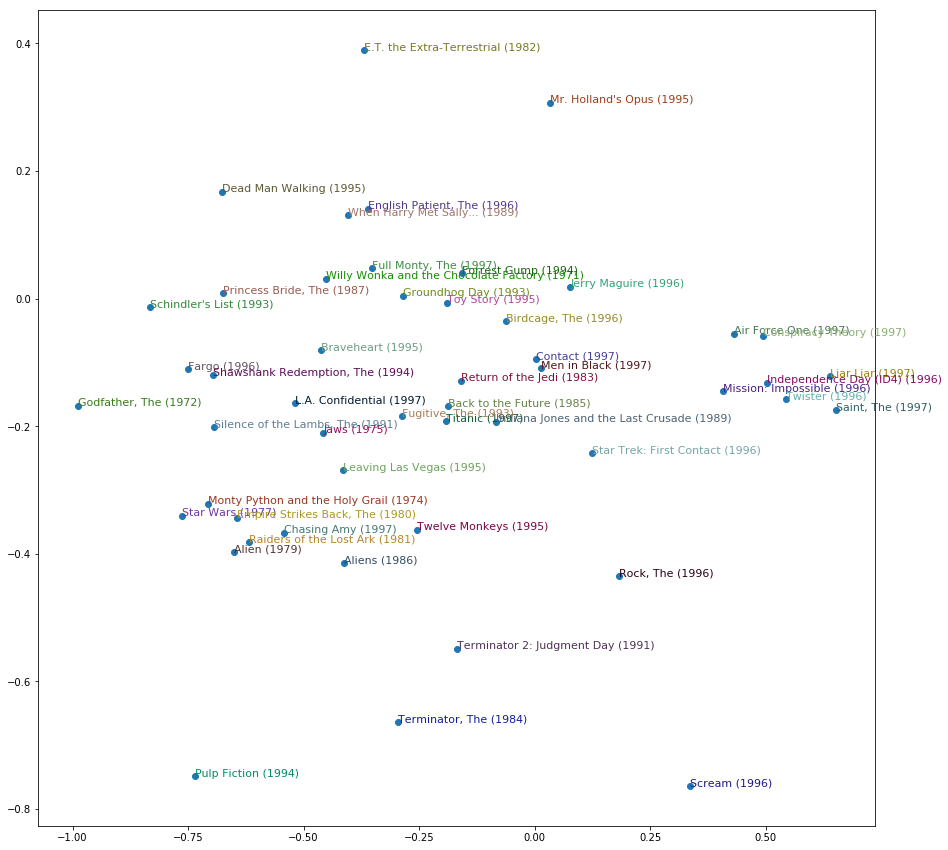 0.4
E.T. the Extra-Terrestrial (1982)
Mr. Holland's Opus (1995)
0.2
Dead Man Walking (1995)
English Patient, The (1996)
When Harry Met Sally... (1989)
Full Monty, The (1997)
Forrest Gump (1994)
Willy Wonka and the Chocolate Factory (1971)
Jerry Maguire (1996)
Princess Bride, The (1987)
Groundhog Day (1993)
0.0
Toy Story (1995)
Schindler's List (1993)
Birdcage, The (1996)
Air Force One (1997)
Conspiracy Theory (1997)
Braveheart (1995)
Contact (1997)
Men in Black (1997)
Fargo (1996)
Shawshank Redemption, The (1994)
Liar Liar (1997)
Return of the Jedi (1983)
Independence Day (ID4) (1996)
Mission: Impossible (1996)
Twister (1996)
Godfather, The (1972)
L.A. Confidential (1997)
Back to the Future (1985)
Saint, The (1997)
−0.2
Fugitive, The (1993)
Titanic (1997)
Indiana Jones and the Last Crusade (1989)
Silence of the Lambs, The (1991)
Jaws (1975)
Star Trek: First Contact (1996)
Leaving Las Vegas (1995)
Monty Python and the Holy Grail (1974)
Star Wars (1977)
Empire Strikes Back, The (1980)
Chasing Amy (1997)
Twelve Monkeys (1995)
Raiders of the Lost Ark (1981)
Alien (1979)
−0.4
Aliens (1986)
Rock, The (1996)
Terminator 2: Judgment Day (1991)
−0.6
Terminator, The (1984)
Pulp Fiction (1994)
Scream (1996)
−0.8
−1.00 −0.75 −0.50 −0.25 0.00 0.25 0.50